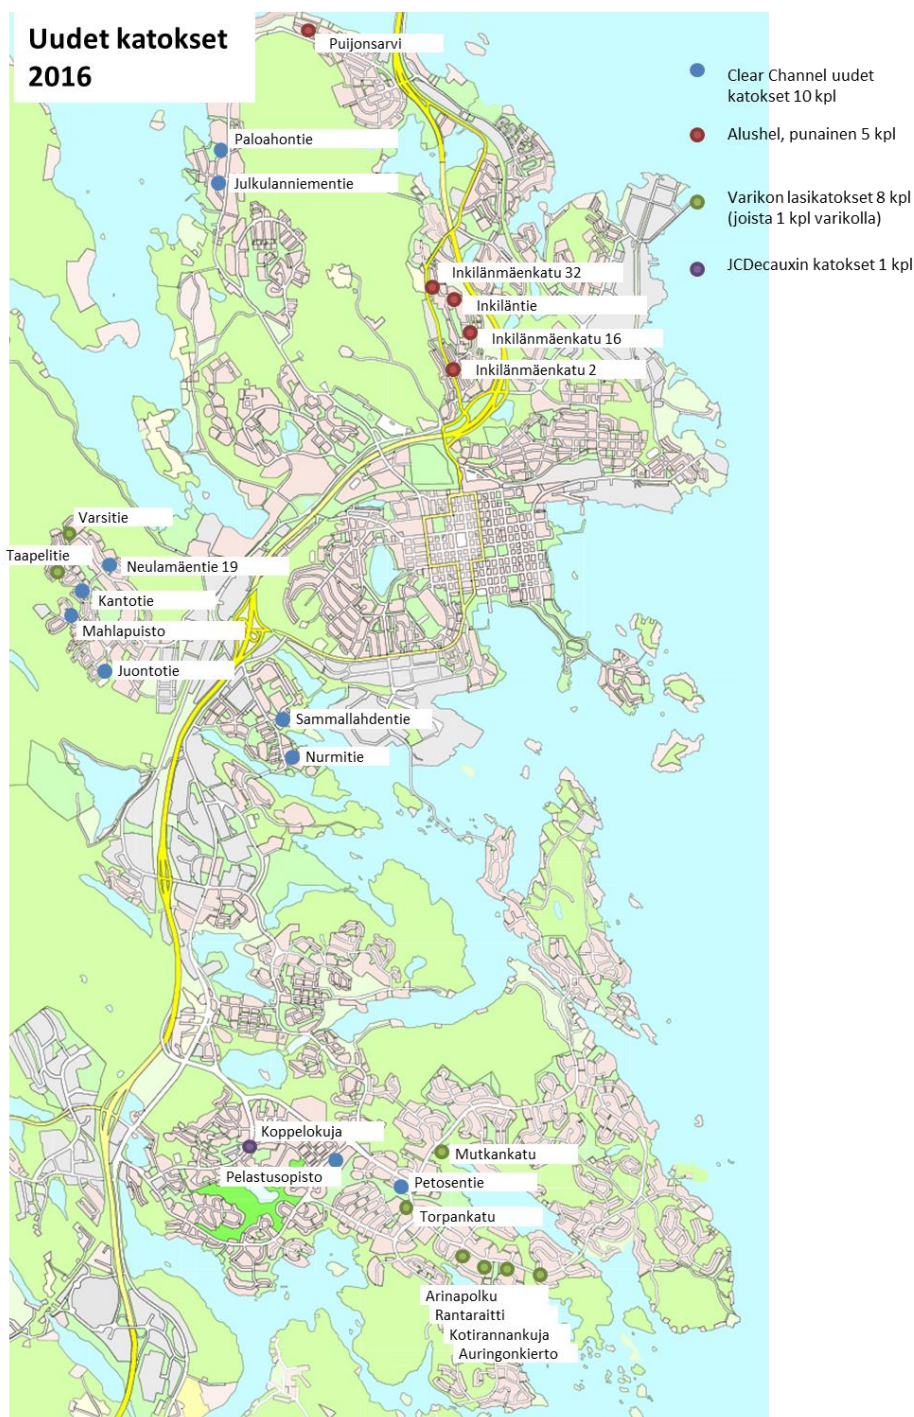 Uudet katokset
2016
Puijonsarvi
Clear Channel uudet
katokset 10 kpl
Alushel, punainen 5 kpl
Varikon lasikatokset 8 kpl
(joista 1 kpl varikolla)
JCDecauxin katokset 1 kpl
Paloahontie
Julkulanniementie
Inkilänmäenkatu 32
Inkiläntie
Inkilänmäenkatu 16
Inkilänmäenkatu 2
Varsitie
Taapelitie
Neulamäentie 19
Kantotie
Mahlapuisto
Juontotie
Sammallahdentie
Nurmitie
Koppelokuja
Mutkankatu
Pelastusopisto
Petosentie
Torpankatu
Arinapolku
Rantaraitti
Kotirannankuja
Auringonkierto